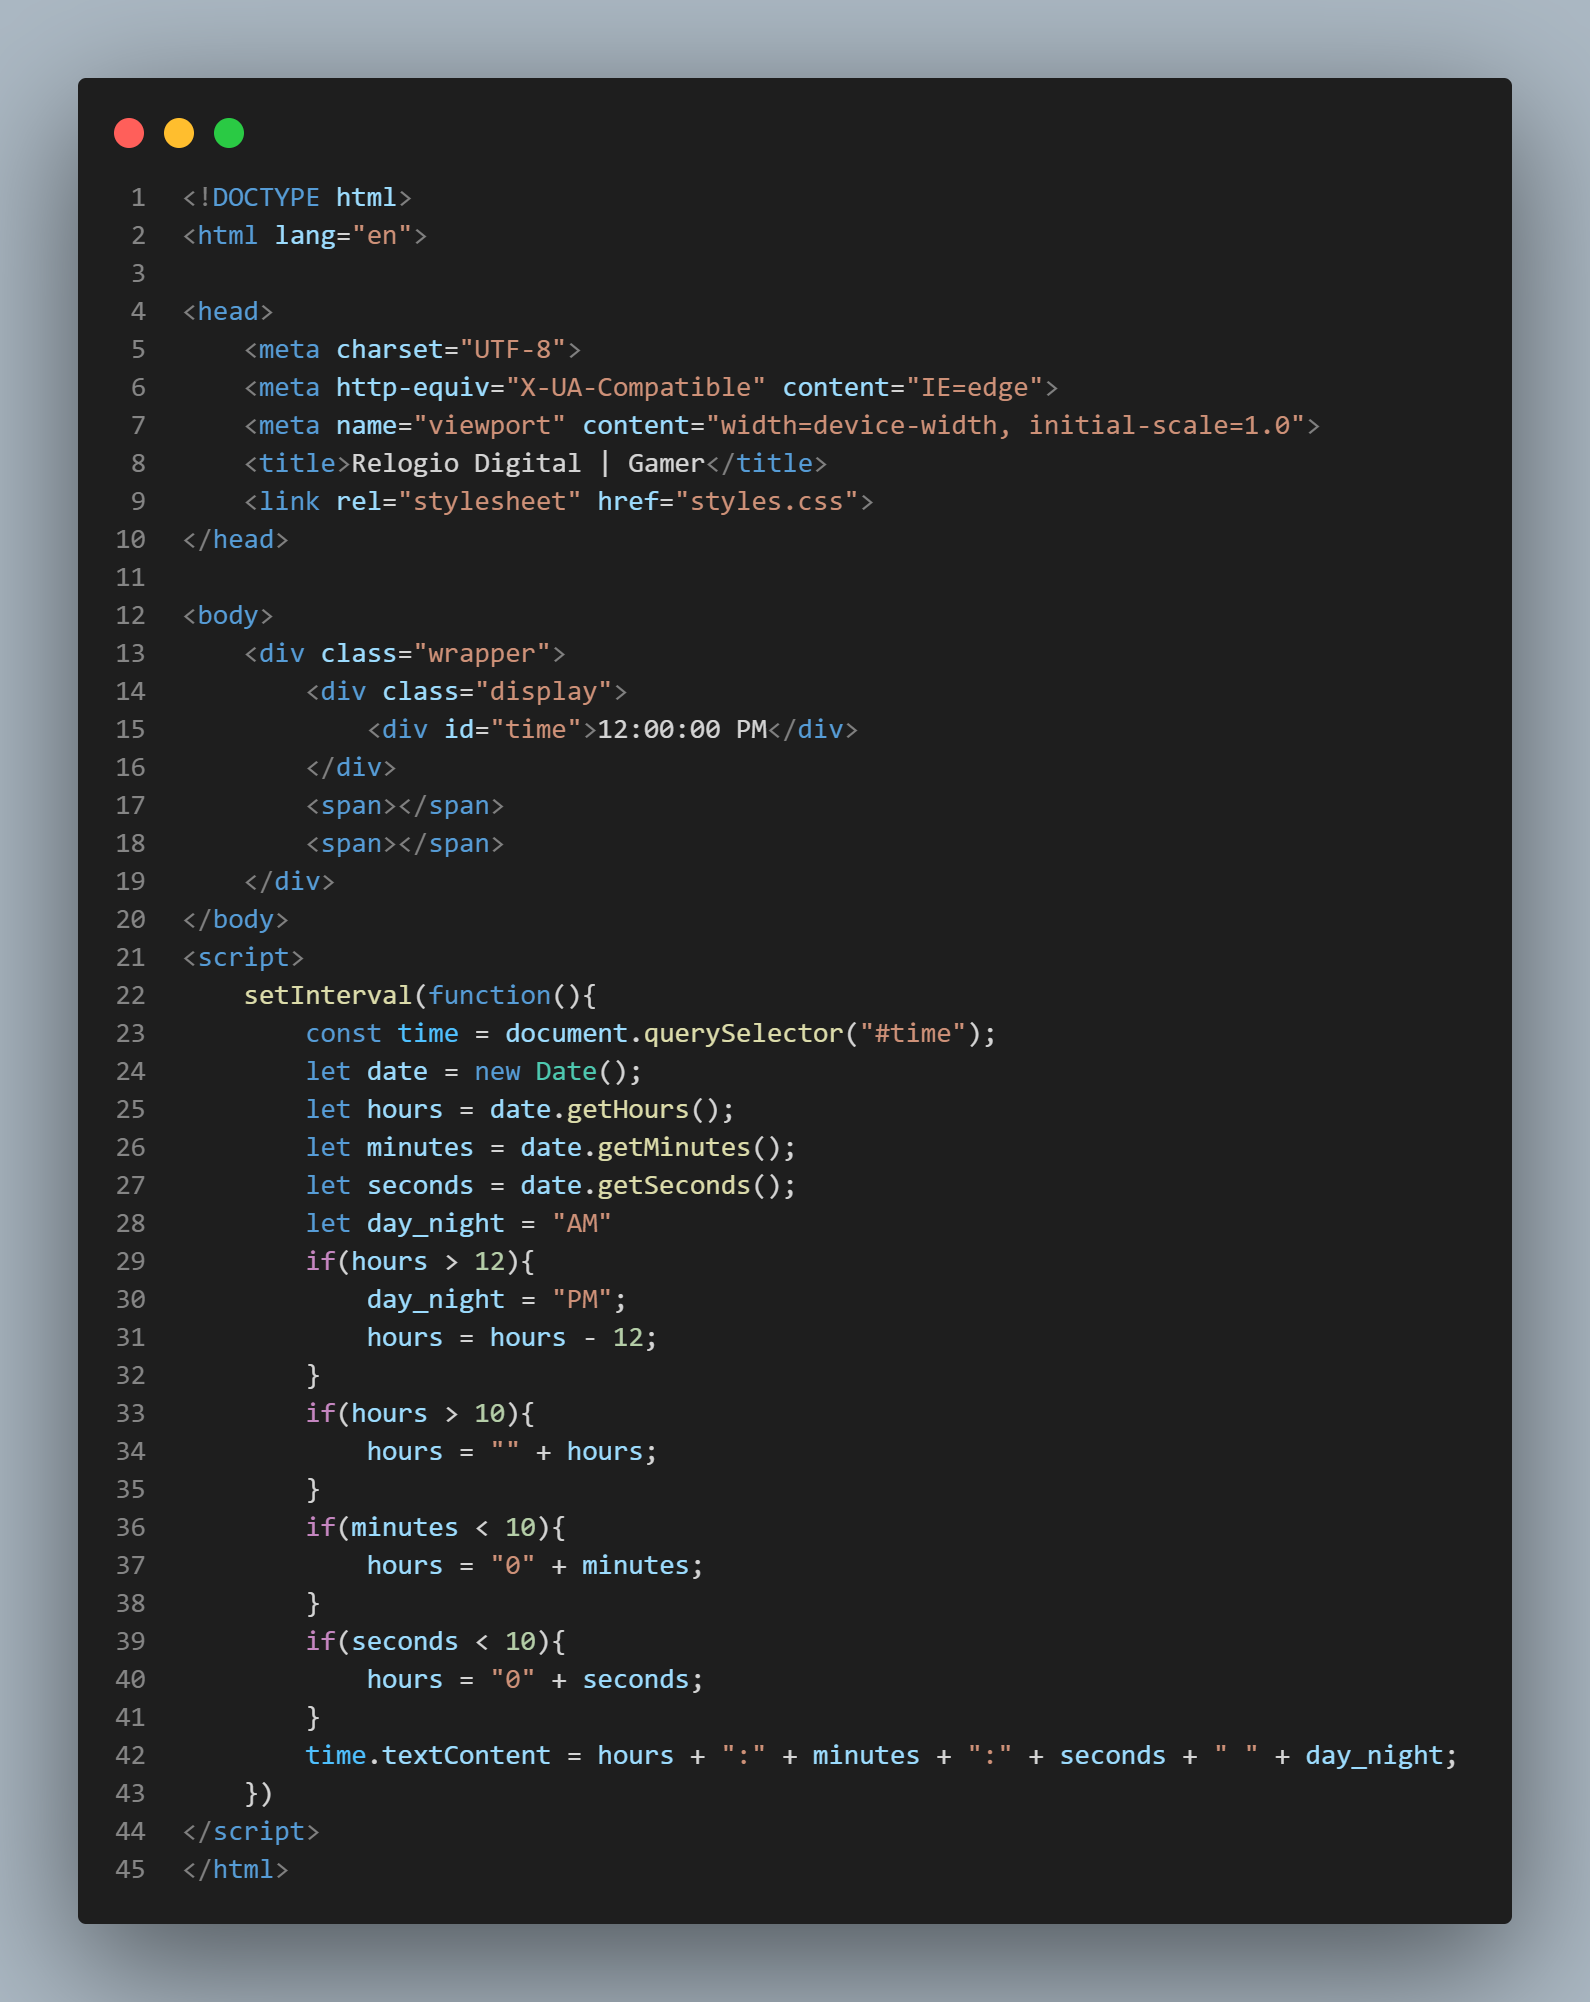 1 <!DOCTYPE html>
2 <html lang="en">
3
4 <head>
5     <meta charset="UTF-8">
6     <meta http-equiv="X-UA-Compatible" content="IE=edge">
7     <meta name="viewport" content="width=device-width, initial-scale=1.0">
8     <title>Relogio Digital | Gamer</title>
9     <link rel="stylesheet" href="styles.css">
10 </head>
11
12 <body>
13     <div class="wrapper">
14         <div class="display">
15             <div id="time">12:00:00 PM</div>
16         </div>
17         <span></span>
18         <span></span>
19     </div>
20 </body>
21 <script>
22     setInterval(function(){
23         const time = document.querySelector("#time");
24         let date = new Date();
25         let hours = date.getHours();
26         let minutes = date.getMinutes();
27         let seconds = date.getSeconds();
28         let day_night = "AM"
29         if(hours > 12){
30             day_night = "PM";
31             hours = hours - 12;
32         }
33         if(hours > 10){
34             hours = "" + hours;
35         }
36         if(minutes < 10){
37             hours = "0" + minutes;
38         }
39         if(seconds < 10){
40             hours = "0" + seconds;
41         }
42         time.textContent = hours + ":" + minutes + ":" + seconds + " " + day_night;
43     })
44 </script>
45 </html>